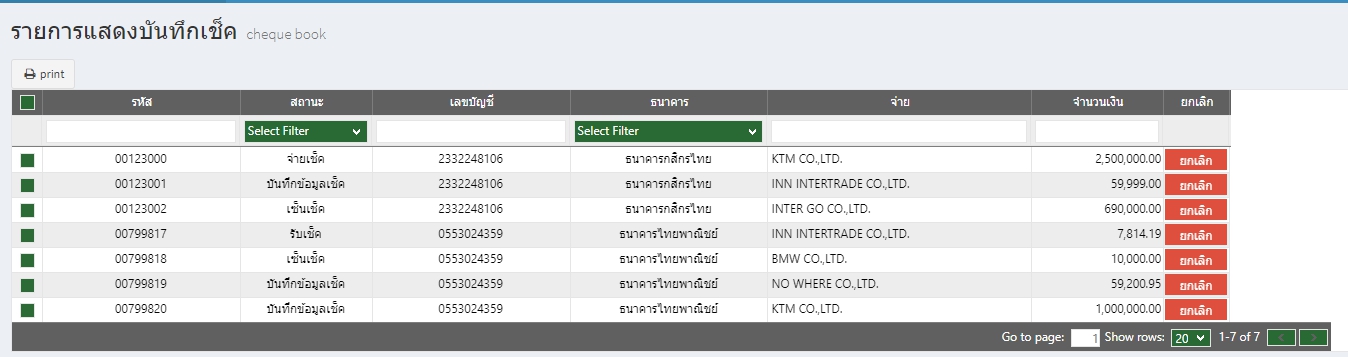 รายการแสดงบันทึกเช็ค cheque book
print
รหัส สถานะ เลขบัญชี ธนาคาร จ่าย จำนวนเงิน ยกเลิก
Select Filter Select Filter
00123000 จ่ายเช็ค 2332248106 ธนาคารกสิกรไทย KTM CO.,LTD. 2,500,000.00 ยกเลิก
00123001 บันทึกข้อมูลเช็ค 2332248106 ธนาคารกสิกรไทย INN INTERTRADE CO.,LTD. 59,999.00 ยกเลิก
00123002 เซ็นเช็ค 2332248106 ธนาคารกสิกรไทย INTER GO CO.,LTD. 690,000.00 ยกเลิก
00799817 รับเช็ค 0553024359 ธนาคารไทยพาณิชย์ INN INTERTRADE CO.,LTD. 7,814.19 ยกเลิก
00799818 เซ็นเช็ค 0553024359 ธนาคารไทยพาณิชย์ BMW CO.,LTD. 10,000.00 ยกเลิก
00799819 บันทึกข้อมูลเช็ค 0553024359 ธนาคารไทยพาณิชย์ NO WHERE CO.,LTD. 59,200.95 ยกเลิก
00799820 บันทึกข้อมูลเช็ค 0553024359 ธนาคารไทยพาณิชย์ KTM CO.,LTD. 1,000,000.00 ยกเลิก
Go to page: 1 Show rows: 20 1-7 of 7 < >